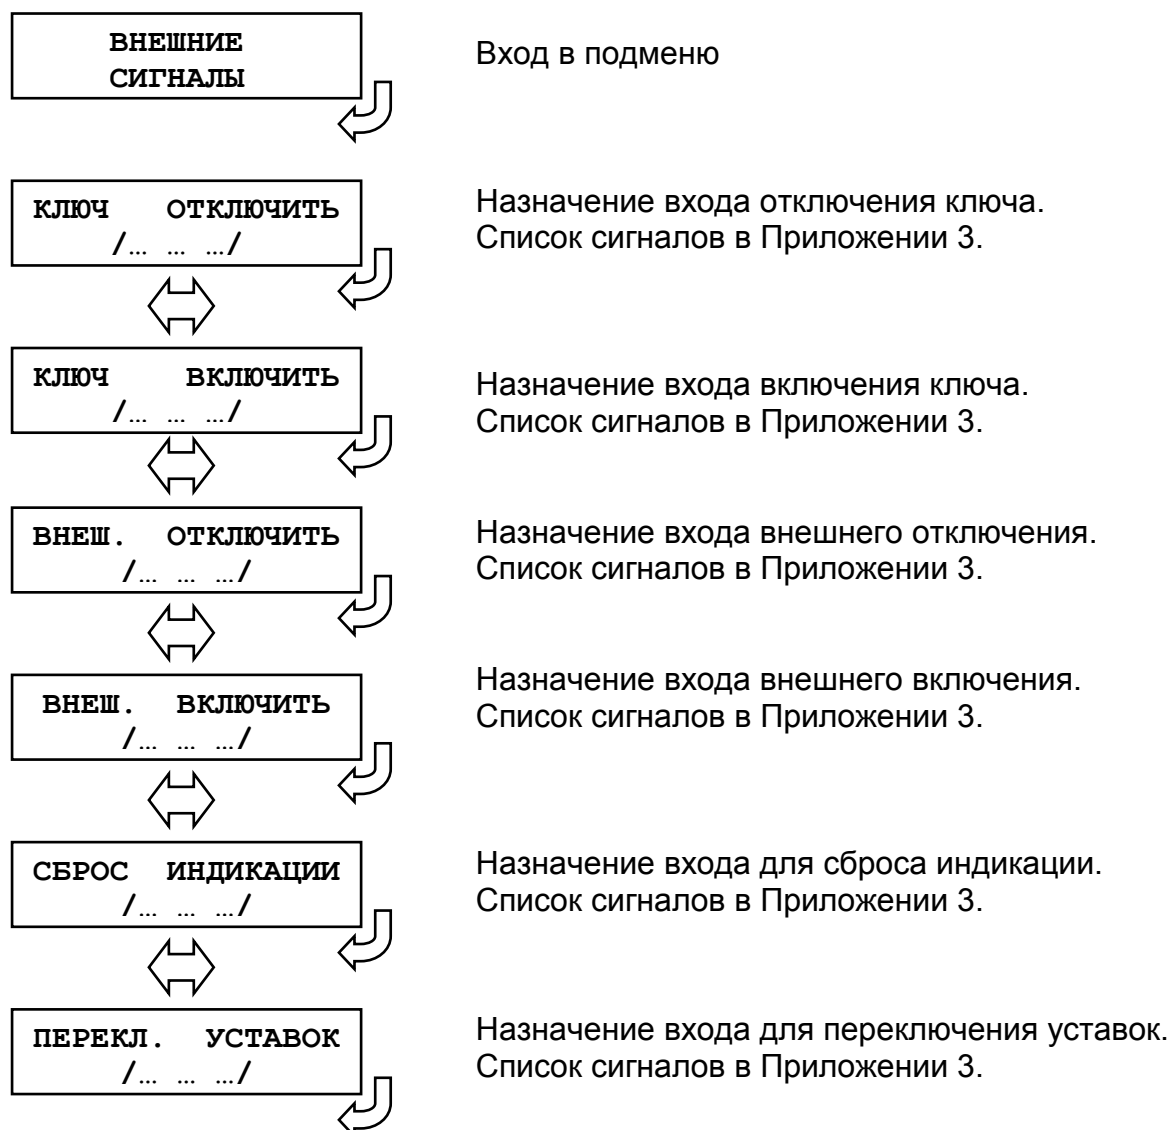 ВНЕШНИЕ
СИГНАЛЫ
Вход в подменю
КЛЮЧ ОТКЛЮЧИТЬ
/… … …/
Назначение входа отключения ключа.
Список сигналов в Приложении 3.
КЛЮЧ ВКЛЮЧИТЬ
/… … …/
Назначение входа включения ключа.
Список сигналов в Приложении 3.
ВНЕШ. ОТКЛЮЧИТЬ
/… … …/
Назначение входа внешнего отключения.
Список сигналов в Приложении 3.
ВНЕШ. ВКЛЮЧИТЬ
/… … …/
Назначение входа внешнего включения.
Список сигналов в Приложении 3.
СБРОС ИНДИКАЦИИ
/… … …/
Назначение входа для сброса индикации.
Список сигналов в Приложении 3.
ПЕРЕКЛ. УСТАВОК
/… … …/
Назначение входа для переключения уставок.
Список сигналов в Приложении 3.